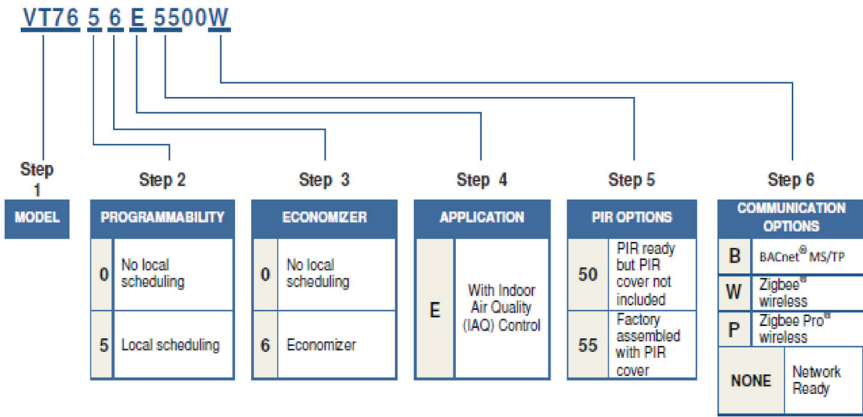 VT76 5 6 E 5500W
Step
1
MODEL
Step 2
PROGRAMMABILITY
0
No local
scheduling
5
Local scheduling
Step 3
ECONOMIZER
0
No local
scheduling
6
Economizer
Step 4
APPLICATION
E
With Indoor
Air Quality
(IAQ) Control
Step 5
PIR OPTIONS
50
PIR ready
but PIR
cover not
included
55
Factory
assembled
with PIR
cover
Step 6
COMMUNICATION
OPTIONS
B
BACnet® MS/TP
W
Zigbee®
wireless
P
Zigbee Pro®
wireless
NONE
Network
Ready